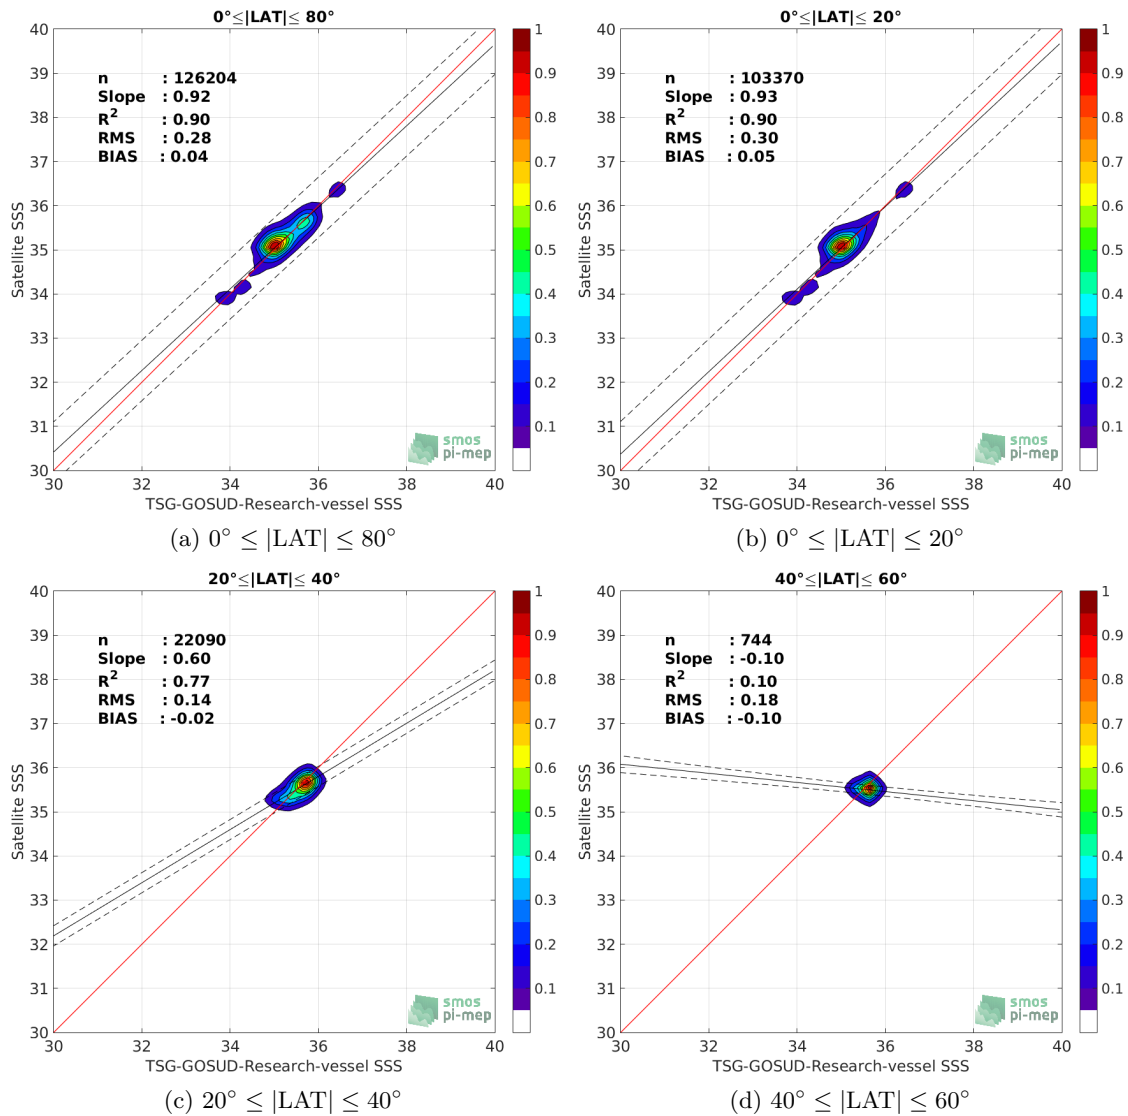 0°≤|LAT|≤ 80°
40
39
38
37
36
35
34
33
32
31
30
Satellite SSS
n : 126204
Slope : 0.92
R² : 0.90
RMS : 0.28
BIAS : 0.04
smos
pi-mep
30 32 34 36 38 40
TSG-GOSUD-Research-vessel SSS
1
0.9
0.8
0.7
0.6
0.5
0.4
0.3
0.2
0.1
(a) 0° ≤ |LAT| ≤ 80°
0°≤|LAT|≤ 20°
40
39
38
37
36
35
34
33
32
31
30
Satellite SSS
n : 103370
Slope : 0.93
R² : 0.90
RMS : 0.30
BIAS : 0.05
smos
pi-mep
30 32 34 36 38 40
TSG-GOSUD-Research-vessel SSS
1
0.9
0.8
0.7
0.6
0.5
0.4
0.3
0.2
0.1
(b) 0° ≤ |LAT| ≤ 20°
20°≤|LAT|≤ 40°
40
39
38
37
36
35
34
33
32
31
30
Satellite SSS
n : 22090
Slope : 0.60
R² : 0.77
RMS : 0.14
BIAS : -0.02
smos
pi-mep
30 32 34 36 38 40
TSG-GOSUD-Research-vessel SSS
1
0.9
0.8
0.7
0.6
0.5
0.4
0.3
0.2
0.1
(c) 20° ≤ |LAT| ≤ 40°
40°≤|LAT|≤ 60°
40
39
38
37
36
35
34
33
32
31
30
Satellite SSS
n : 744
Slope : -0.10
R² : 0.10
RMS : 0.18
BIAS : -0.10
smos
pi-mep
30 32 34 36 38 40
TSG-GOSUD-Research-vessel SSS
1
0.9
0.8
0.7
0.6
0.5
0.4
0.3
0.2
0.1
(d) 40° ≤ |LAT| ≤ 60°